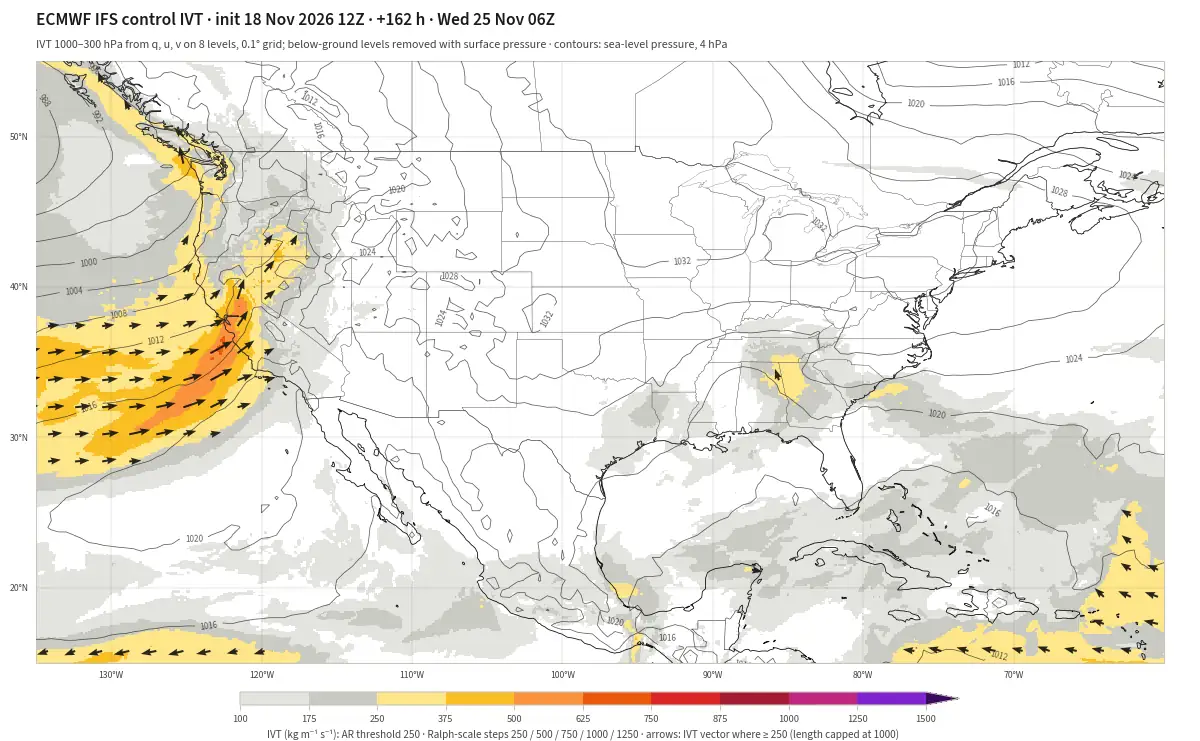 ECMWF IFS control IVT · init 18 Nov 2026 12Z · +162 h · Wed 25 Nov 06Z
IVT 1000–300 hPa from q, u, v on 8 levels, 0.1° grid; below-ground levels removed with surface pressure · contours: sea-level pressure, 4 hPa
1012
1016
1020
988
992
1012
1016
50°N
1020
1024
1028
1032
1000
1024
1032
1028
1004
40°N
1008
1024
1032
1012
1024
1016
1020
30°N
1016
1020
20°N
1020
1016
1016
1012
130°W
120°W
110°W
100°W
90°W
80°W
70°W
100
175
250
375
500
625
750
875
1000
1250
1500
IVT (kg m⁻¹ s⁻¹): AR threshold 250 · Ralph-scale steps 250 / 500 / 750 / 1000 / 1250 · arrows: IVT vector where ≥ 250 (length capped at 1000)